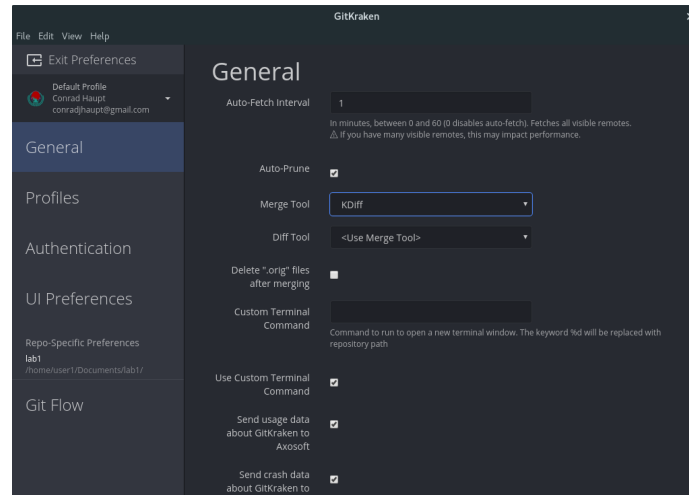 GitKraken
File Edit View Help
Exit Preferences
Default Profile
Conrad Haupt
conradjhaupt@gmail.com
General
Profiles
Authentication
UI Preferences
Repo-Specific Preferences
lab1
/home/user1/Documents/lab1/
Git Flow
General
Auto-Fetch Interval
1
In minutes, between 0 and 60 (0 disables auto-fetch). Fetches all visible remotes.
⚠ If you have many visible remotes, this may impact performance.
Auto-Prune
Merge Tool
KDiff
Diff Tool
<Use Merge Tool>
Delete ".orig" files
after merging
Custom Terminal
Command
Command to run to open a new terminal window. The keyword %d will be replaced with
repository path
Use Custom Terminal
Command
Send usage data
about GitKraken to
Axosoft
Send crash data
about GitKraken to